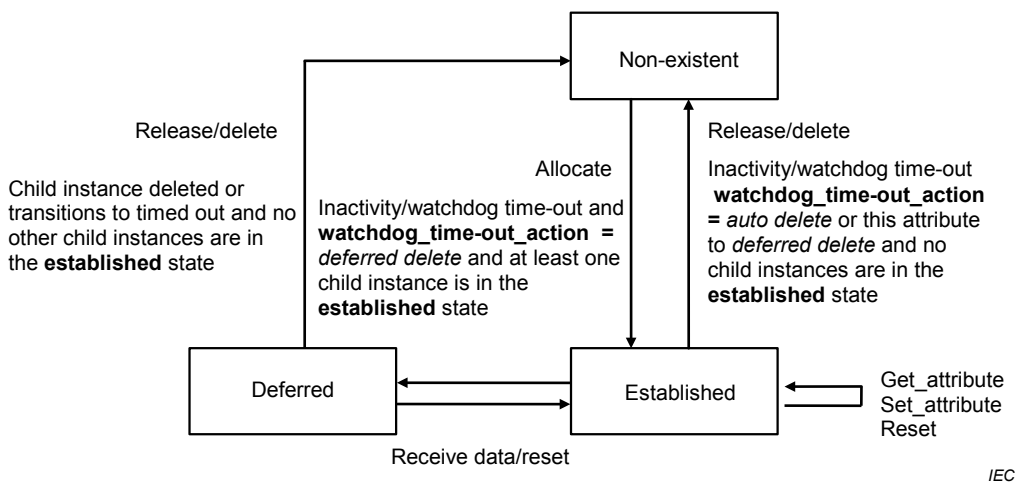 Non-existent
Release/delete
Child instance deleted or
transitions to timed out and no
other child instances are in
the established state
Allocate
Inactivity/watchdog time-out and
watchdog_time-out_action =
deferred delete and at least one
child instance is in the
established state
Release/delete
Inactivity/watchdog time-out
watchdog_time-out_action
= auto delete or this attribute
to deferred delete and no
child instances are in the
established state
Deferred
Established
Get_attribute
Set_attribute
Reset
Receive data/reset
IEC